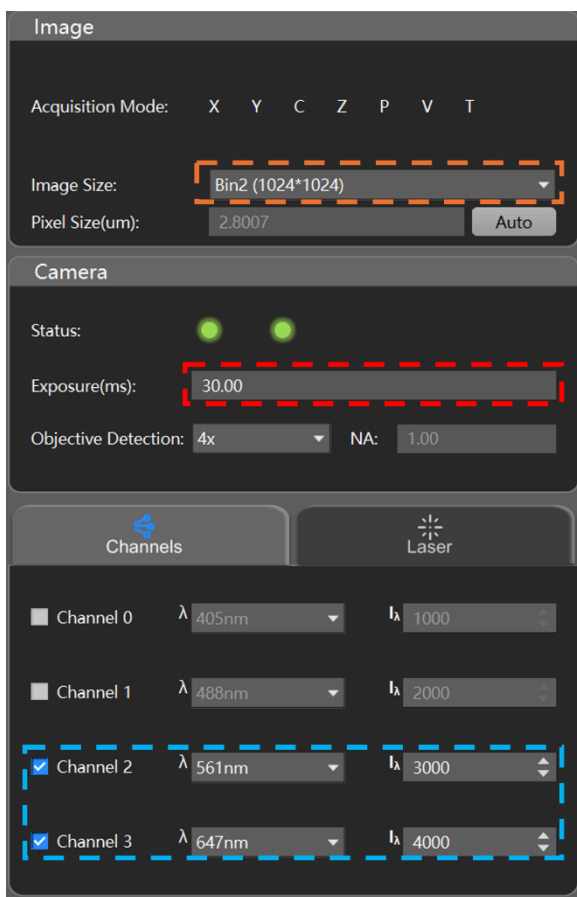 Image
Acquisition Mode: X Y C Z P V T
Image Size: Bin2 (1024*1024)
Pixel Size(um): 2.8007 Auto
Camera
Status:
Exposure(ms): 30.00
Objective Detection: 4x NA: 1.00
Channels Laser
Channel 0 λ 405nm Iλ 1000
Channel 1 λ 488nm Iλ 2000
Channel 2 λ 561nm Iλ 3000
Channel 3 λ 647nm Iλ 4000